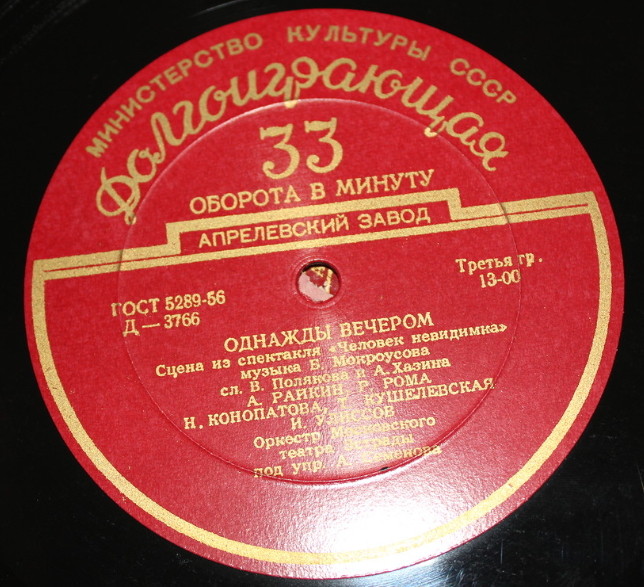 МИНИСТЕРСТВО КУЛЬТУРЫ СССР
Долгоиграющая
33
ОБОРОТА В МИНУТУ
АПРЕЛЕВСКИЙ ЗАВОД
ГОСТ 5289-56
Д — 3766
Третья гр.
13-00
ОДНАЖДЫ ВЕЧЕРОМ
Сцена из спектакля «Человек невидимка»
музыка Б. Мокроусова
сл. В. Полякова и А. Хазина
А. РАЙКИН, Р. РОМА
Н. КОНОПАТОВА, Т. КУШЕЛЕВСКАЯ
И. УЛИССОВ
Оркестр Московского
театра эстрады
под упр. А. Семенова